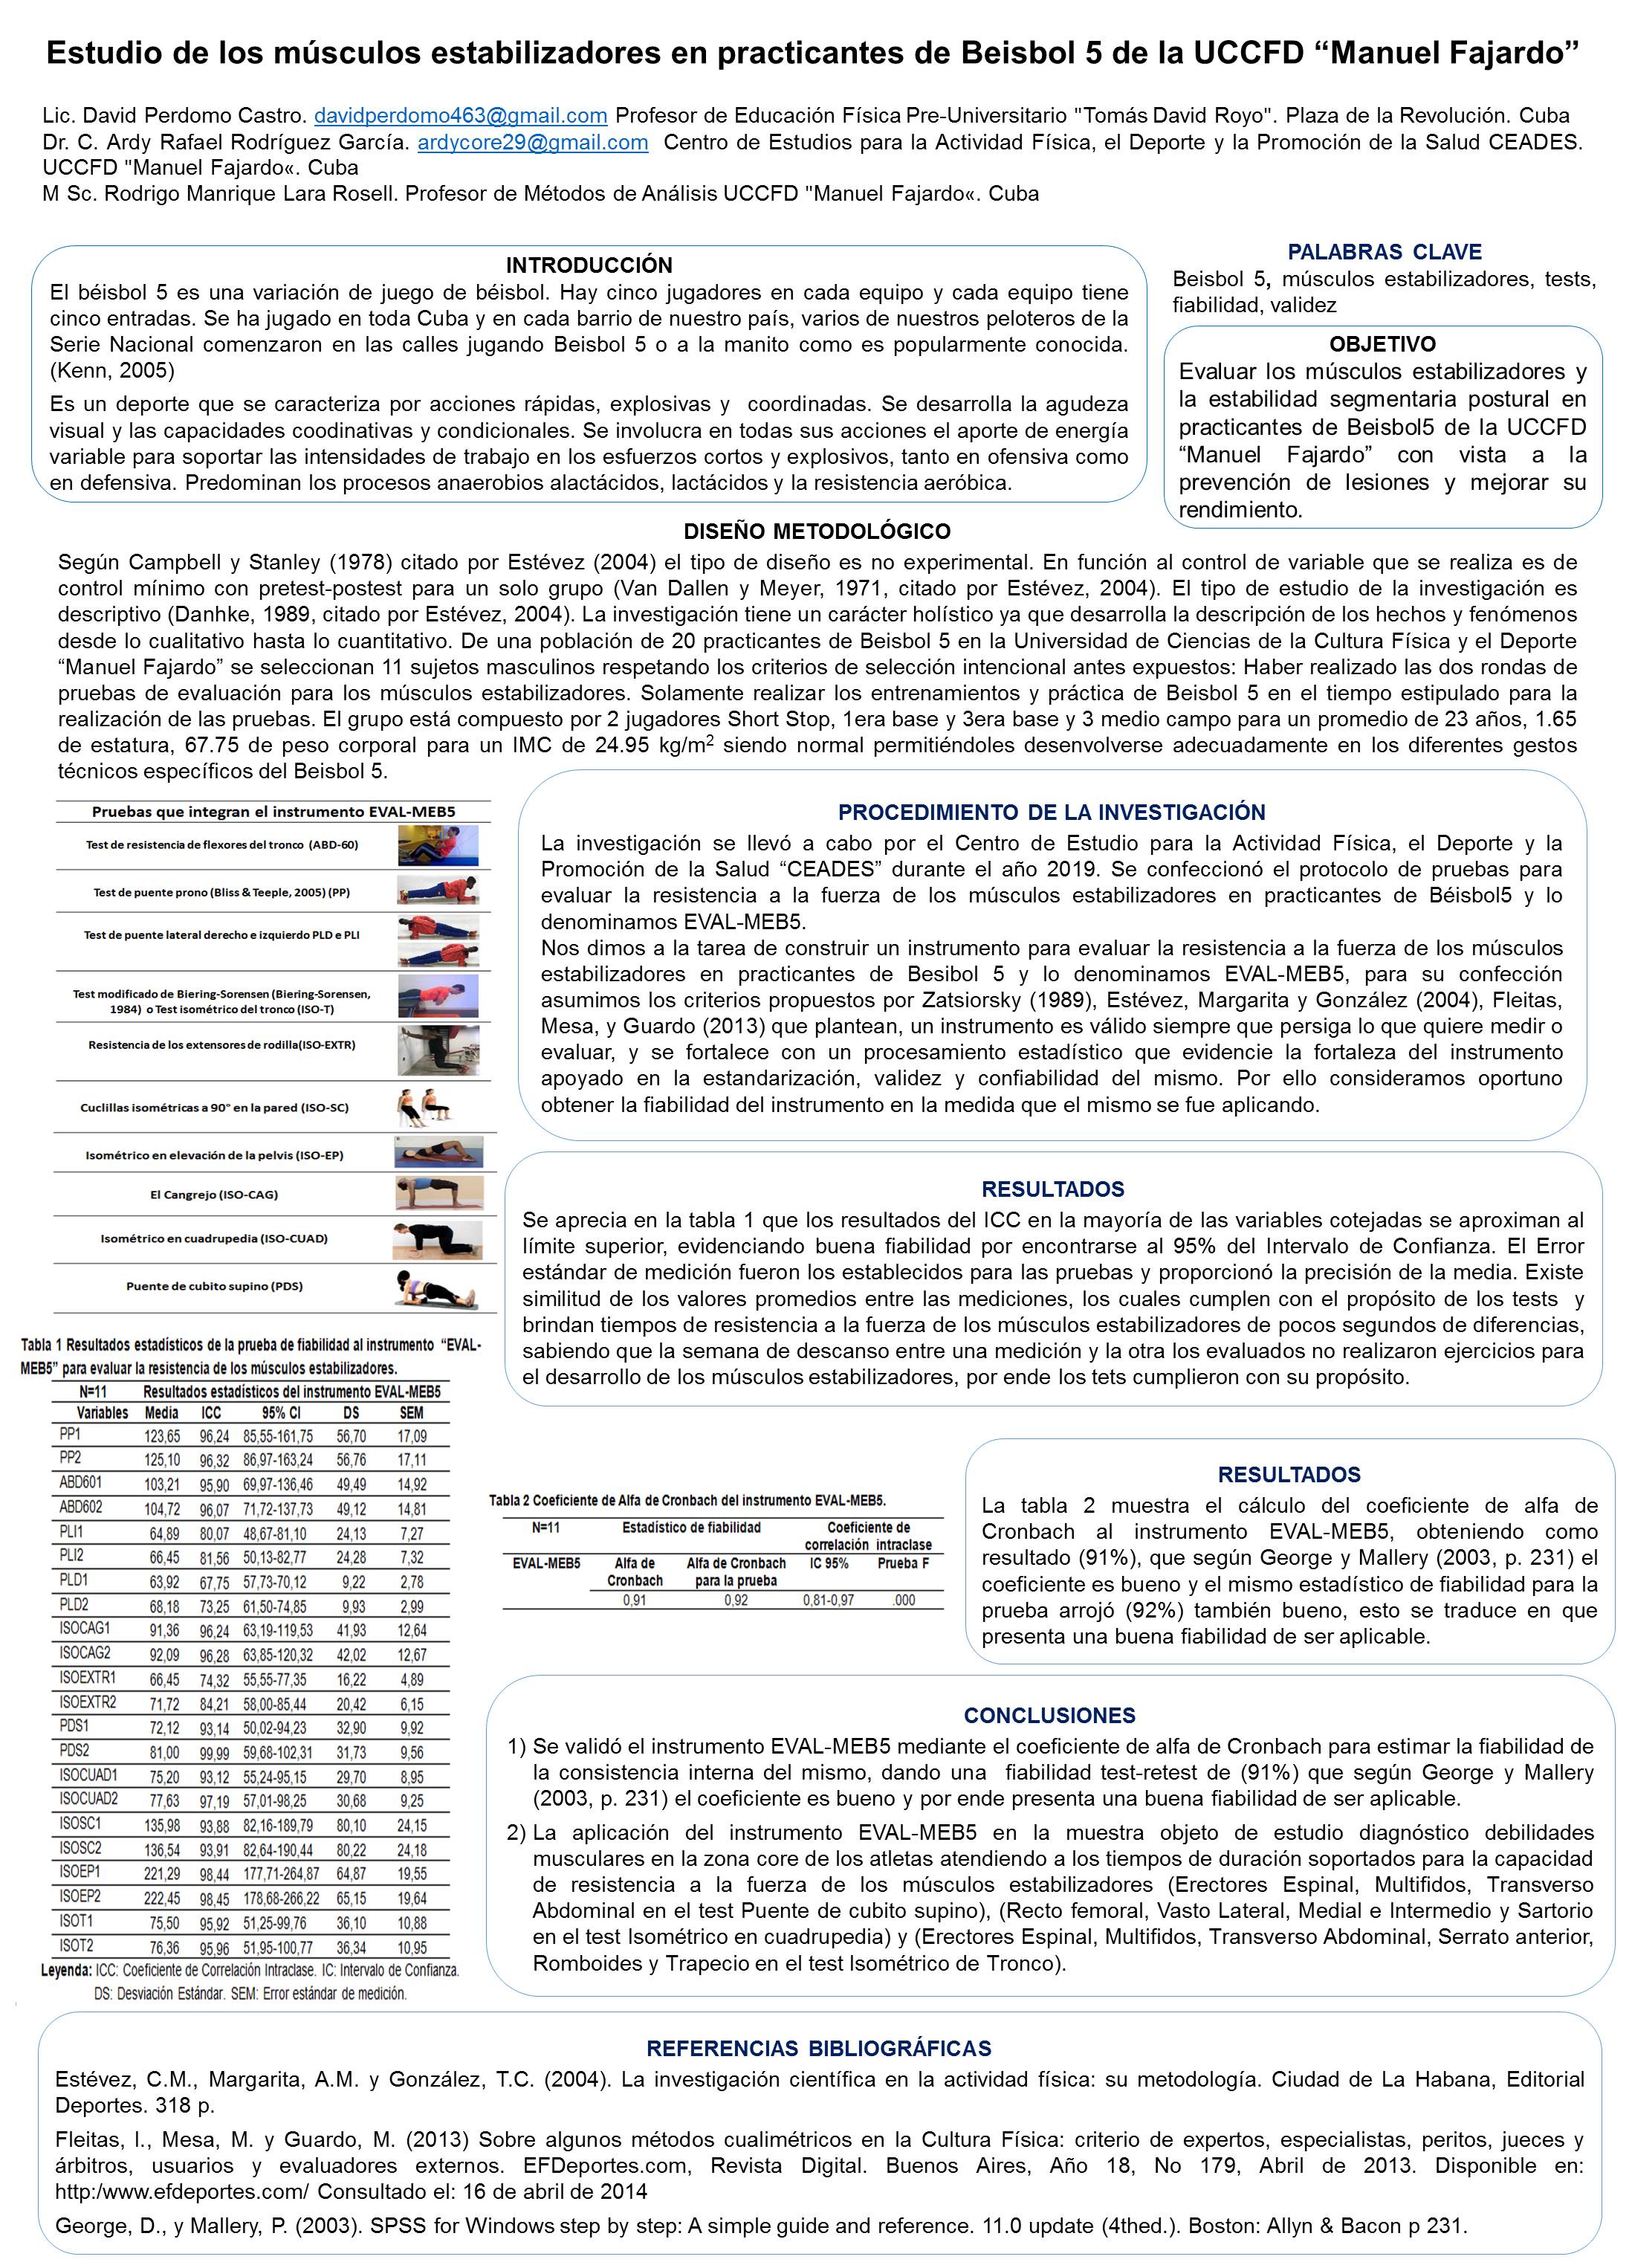 Estudio de los músculos estabilizadores en practicantes de Beisbol 5 de la UCCFD “Manuel Fajardo”
Lic. David Perdomo Castro. davidperdomo463@gmail.com Profesor de Educación Física Pre-Universitario "Tomás David Royo". Plaza de la Revolución. Cuba
Dr. C. Ardy Rafael Rodríguez García. ardycore29@gmail.com Centro de Estudios para la Actividad Física, el Deporte y la Promoción de la Salud CEADES.
UCCFD "Manuel Fajardo«. Cuba
M Sc. Rodrigo Manrique Lara Rosell. Profesor de Métodos de Análisis UCCFD "Manuel Fajardo«. Cuba
INTRODUCCIÓN
El béisbol 5 es una variación de juego de béisbol. Hay cinco jugadores en cada equipo y cada equipo tiene
cinco entradas. Se ha jugado en toda Cuba y en cada barrio de nuestro país, varios de nuestros peloteros de la
Serie Nacional comenzaron en las calles jugando Beisbol 5 o a la manito como es popularmente conocida.
(Kenn, 2005)
Es un deporte que se caracteriza por acciones rápidas, explosivas y coordinadas. Se desarrolla la agudeza
visual y las capacidades coodinativas y condicionales. Se involucra en todas sus acciones el aporte de energía
variable para soportar las intensidades de trabajo en los esfuerzos cortos y explosivos, tanto en ofensiva como
en defensiva. Predominan los procesos anaerobios alactácidos, lactácidos y la resistencia aeróbica.
PALABRAS CLAVE
Beisbol 5, músculos estabilizadores, tests,
fiabilidad, validez
OBJETIVO
Evaluar los músculos estabilizadores y
la estabilidad segmentaria postural en
practicantes de Beisbol5 de la UCCFD
“Manuel Fajardo” con vista a la
prevención de lesiones y mejorar su
rendimiento.
DISEÑO METODOLÓGICO
Según Campbell y Stanley (1978) citado por Estévez (2004) el tipo de diseño es no experimental. En función al control de variable que se realiza es de
control mínimo con pretest-postest para un solo grupo (Van Dallen y Meyer, 1971, citado por Estévez, 2004). El tipo de estudio de la investigación es
descriptivo (Danhke, 1989, citado por Estévez, 2004). La investigación tiene un carácter holístico ya que desarrolla la descripción de los hechos y fenómenos
desde lo cualitativo hasta lo cuantitativo. De una población de 20 practicantes de Beisbol 5 en la Universidad de Ciencias de la Cultura Física y el Deporte
“Manuel Fajardo” se seleccionan 11 sujetos masculinos respetando los criterios de selección intencional antes expuestos: Haber realizado las dos rondas de
pruebas de evaluación para los músculos estabilizadores. Solamente realizar los entrenamientos y práctica de Beisbol 5 en el tiempo estipulado para la
realización de las pruebas. El grupo está compuesto por 2 jugadores Short Stop, 1era base y 3era base y 3 medio campo para un promedio de 23 años, 1.65
de estatura, 67.75 de peso corporal para un IMC de 24.95 kg/m2 siendo normal permitiéndoles desenvolverse adecuadamente en los diferentes gestos
técnicos específicos del Beisbol 5.
Pruebas que integran el instrumento EVAL-MEB5
Test de resistencia de flexores del tronco (ABD-60)
Test de puente prono (Bliss & Teeple, 2005) (PP)
Test de puente lateral derecho e izquierdo PLD e PLI
Test modificado de Biering-Sorensen (Biering-Sorensen,
1984) o Test isométrico del tronco (ISO-T)
Resistencia de los extensores de rodilla(ISO-EXTR)
Cuclillas isométricas a 90° en la pared (ISO-SC)
Isométrico en elevación de la pelvis (ISO-EP)
El Cangrejo (ISO-CAG)
Isométrico en cuadrupedia (ISO-CUAD)
Puente de cubito supino (PDS)
PROCEDIMIENTO DE LA INVESTIGACIÓN
La investigación se llevó a cabo por el Centro de Estudio para la Actividad Física, el Deporte y la
Promoción de la Salud “CEADES” durante el año 2019. Se confeccionó el protocolo de pruebas para
evaluar la resistencia a la fuerza de los músculos estabilizadores en practicantes de Béisbol5 y lo
denominamos EVAL-MEB5.
Nos dimos a la tarea de construir un instrumento para evaluar la resistencia a la fuerza de los músculos
estabilizadores en practicantes de Besibol 5 y lo denominamos EVAL-MEB5, para su confección
asumimos los criterios propuestos por Zatsiorsky (1989), Estévez, Margarita y González (2004), Fleitas,
Mesa, y Guardo (2013) que plantean, un instrumento es válido siempre que persiga lo que quiere medir o
evaluar, y se fortalece con un procesamiento estadístico que evidencie la fortaleza del instrumento
apoyado en la estandarización, validez y confiabilidad del mismo. Por ello consideramos oportuno
obtener la fiabilidad del instrumento en la medida que el mismo se fue aplicando.
RESULTADOS
Se aprecia en la tabla 1 que los resultados del ICC en la mayoría de las variables cotejadas se aproximan al
límite superior, evidenciando buena fiabilidad por encontrarse al 95% del Intervalo de Confianza. El Error
estándar de medición fueron los establecidos para las pruebas y proporcionó la precisión de la media. Existe
similitud de los valores promedios entre las mediciones, los cuales cumplen con el propósito de los tests y
brindan tiempos de resistencia a la fuerza de los músculos estabilizadores de pocos segundos de diferencias,
sabiendo que la semana de descanso entre una medición y la otra los evaluados no realizaron ejercicios para
el desarrollo de los músculos estabilizadores, por ende los tets cumplieron con su propósito.
Tabla 1 Resultados estadísticos de la prueba de fiabilidad al instrumento “EVAL-
MEB5” para evaluar la resistencia de los músculos estabilizadores.
N=11 Resultados estadísticos del instrumento EVAL-MEB5
Variables Media ICC 95% CI DS SEM
PP1 123,65 96,24 85,55-161,75 56,70 17,09
PP2 125,10 96,32 86,97-163,24 56,76 17,11
ABD601 103,21 95,90 69,97-136,46 49,49 14,92
ABD602 104,72 96,07 71,72-137,73 49,12 14,81
PLI1 64,89 80,07 48,67-81,10 24,13 7,27
PLI2 66,45 81,56 50,13-82,77 24,28 7,32
PLD1 63,92 67,75 57,73-70,12 9,22 2,78
PLD2 68,18 73,25 61,50-74,85 9,93 2,99
ISOCAG1 91,36 96,24 63,19-119,53 41,93 12,64
ISOCAG2 92,09 96,28 63,85-120,32 42,02 12,67
ISOEXTR1 66,45 74,32 55,55-77,35 16,22 4,89
ISOEXTR2 71,72 84,21 58,00-85,44 20,42 6,15
PDS1 72,12 93,14 50,02-94,23 32,90 9,92
PDS2 81,00 99,99 59,68-102,31 31,73 9,56
ISOCUAD1 75,20 93,12 55,24-95,15 29,70 8,95
ISOCUAD2 77,63 97,19 57,01-98,25 30,68 9,25
ISOSC1 135,98 93,88 82,16-189,79 80,10 24,15
ISOSC2 136,54 93,91 82,64-190,44 80,22 24,18
ISOEP1 221,29 98,44 177,71-264,87 64,87 19,55
ISOEP2 222,45 98,45 178,68-266,22 65,15 19,64
ISOT1 75,50 95,92 51,25-99,76 36,10 10,88
ISOT2 76,36 95,96 51,95-100,77 36,34 10,95
Leyenda: ICC: Coeficiente de Correlación Intraclase. IC: Intervalo de Confianza.
DS: Desviación Estándar. SEM: Error estándar de medición.
Tabla 2 Coeficiente de Alfa de Cronbach del instrumento EVAL-MEB5.
N=11 Estadístico de fiabilidad Coeficiente de
correlación intraclase
EVAL-MEB5 Alfa de Alfa de Cronbach IC 95% Prueba F
Cronbach para la prueba
0,91 0,92 0,81-0,97 .000
RESULTADOS
La tabla 2 muestra el cálculo del coeficiente de alfa de
Cronbach al instrumento EVAL-MEB5, obteniendo como
resultado (91%), que según George y Mallery (2003, p. 231) el
coeficiente es bueno y el mismo estadístico de fiabilidad para la
prueba arrojó (92%) también bueno, esto se traduce en que
presenta una buena fiabilidad de ser aplicable.
CONCLUSIONES
1) Se validó el instrumento EVAL-MEB5 mediante el coeficiente de alfa de Cronbach para estimar la fiabilidad de
la consistencia interna del mismo, dando una fiabilidad test-retest de (91%) que según George y Mallery
(2003, p. 231) el coeficiente es bueno y por ende presenta una buena fiabilidad de ser aplicable.
2) La aplicación del instrumento EVAL-MEB5 en la muestra objeto de estudio diagnóstico debilidades
musculares en la zona core de los atletas atendiendo a los tiempos de duración soportados para la capacidad
de resistencia a la fuerza de los músculos estabilizadores (Erectores Espinal, Multifidos, Transverso
Abdominal en el test Puente de cubito supino), (Recto femoral, Vasto Lateral, Medial e Intermedio y Sartorio
en el test Isométrico en cuadrupedia) y (Erectores Espinal, Multifidos, Transverso Abdominal, Serrato anterior,
Romboides y Trapecio en el test Isométrico de Tronco).
REFERENCIAS BIBLIOGRÁFICAS
Estévez, C.M., Margarita, A.M. y González, T.C. (2004). La investigación científica en la actividad física: su metodología. Ciudad de La Habana, Editorial
Deportes. 318 p.
Fleitas, I., Mesa, M. y Guardo, M. (2013) Sobre algunos métodos cualimétricos en la Cultura Física: criterio de expertos, especialistas, peritos, jueces y
árbitros, usuarios y evaluadores externos. EFDeportes.com, Revista Digital. Buenos Aires, Año 18, No 179, Abril de 2013. Disponible en:
http:/www.efdeportes.com/ Consultado el: 16 de abril de 2014
George, D., y Mallery, P. (2003). SPSS for Windows step by step: A simple guide and reference. 11.0 update (4thed.). Boston: Allyn & Bacon p 231.